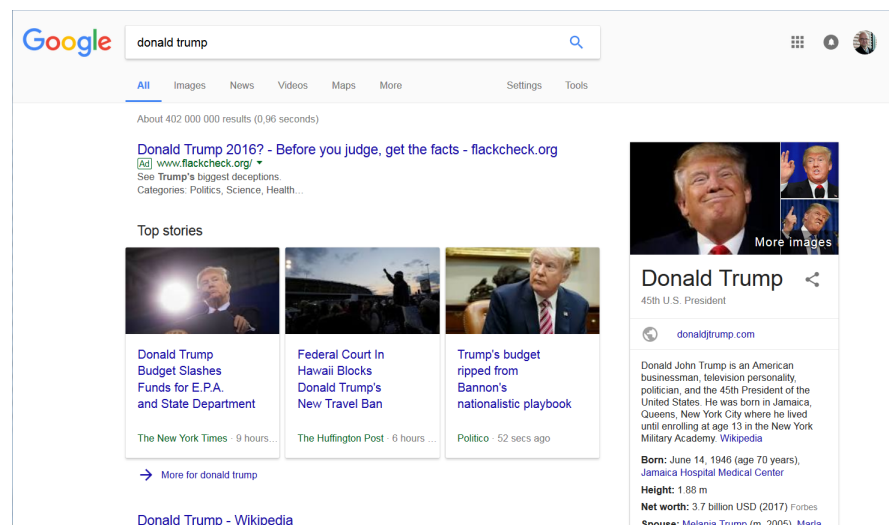 Google
donald trump
All Images News Videos Maps More Settings Tools
About 402 000 000 results (0,96 seconds)
Donald Trump 2016? - Before you judge, get the facts - flackcheck.org
Ad www.flackcheck.org/
See Trump's biggest deceptions.
Categories: Politics, Science, Health...
Top stories
Donald Trump
Budget Slashes
Funds for E.P.A.
and State Department
The New York Times · 9 hours...
Federal Court In
Hawaii Blocks
Donald Trump's
New Travel Ban
The Huffington Post · 6 hours ...
Trump's budget
ripped from
Bannon's
nationalistic playbook
Politico · 52 secs ago
More for donald trump
Donald Trump - Wikipedia
More images
Donald Trump
45th U.S. President
donaldjtrump.com
Donald John Trump is an American
businessman, television personality,
politician, and the 45th President of the
United States. He was born in Jamaica,
Queens, New York City where he lived
until enrolling at age 13 in the New York
Military Academy. Wikipedia
Born: June 14, 1946 (age 70 years),
Jamaica Hospital Medical Center
Height: 1.88 m
Net worth: 3.7 billion USD (2017) Forbes
Spouse: Melania Trump (m. 2005), Marla